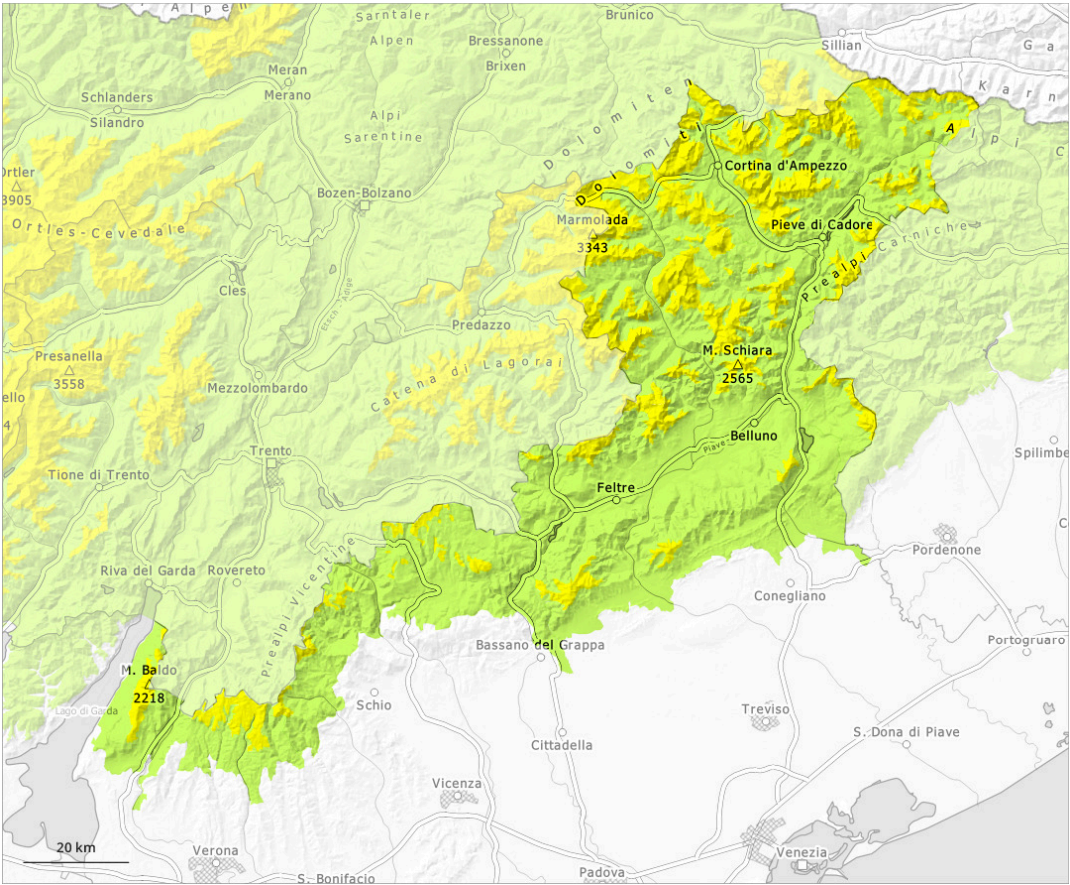 Alpe
Sarntaler
Alpen
Bressanone
Brixen
Brunico
Sillian
Ga
Karn
Meran
Merano
Schlanders
Silandro
Alpi
Sarentine
Dolomiten
Dolomiti
Alpi C
Cortina d'Ampezzo
Ortler
3905
Bozen-Bolzano
Ortles-Cevedale
Marmolada
3343
Pieve di Cadore
Prealpi Carniche
Cles
Etsch - Adige
Predazzo
Presanella
3558
ello
4
Mezzolombardo
Catena di Lagorai
M. Schiara
2565
Belluno
Piave
Trento
Tione di Trento
Spilimbe
Feltre
C
Pordenone
Riva del Garda
Rovereto
Prealpi Vicentine
Conegliano
Bassano del Grappa
Portogruaro
M. Baldo
2218
Lago di Garda
Schio
Treviso
S. Dona di Piave
Cittadella
Vicenza
20 km
Verona
S. Bonifacio
Padova
Venezia